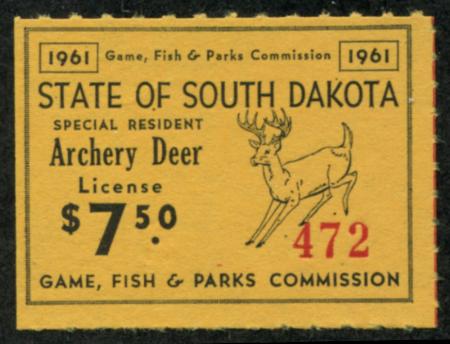 1961 Game, Fish & Parks Commission 1961
STATE OF SOUTH DAKOTA
SPECIAL RESIDENT
Archery Deer
License
$7.50
472
GAME, FISH & PARKS COMMISSION